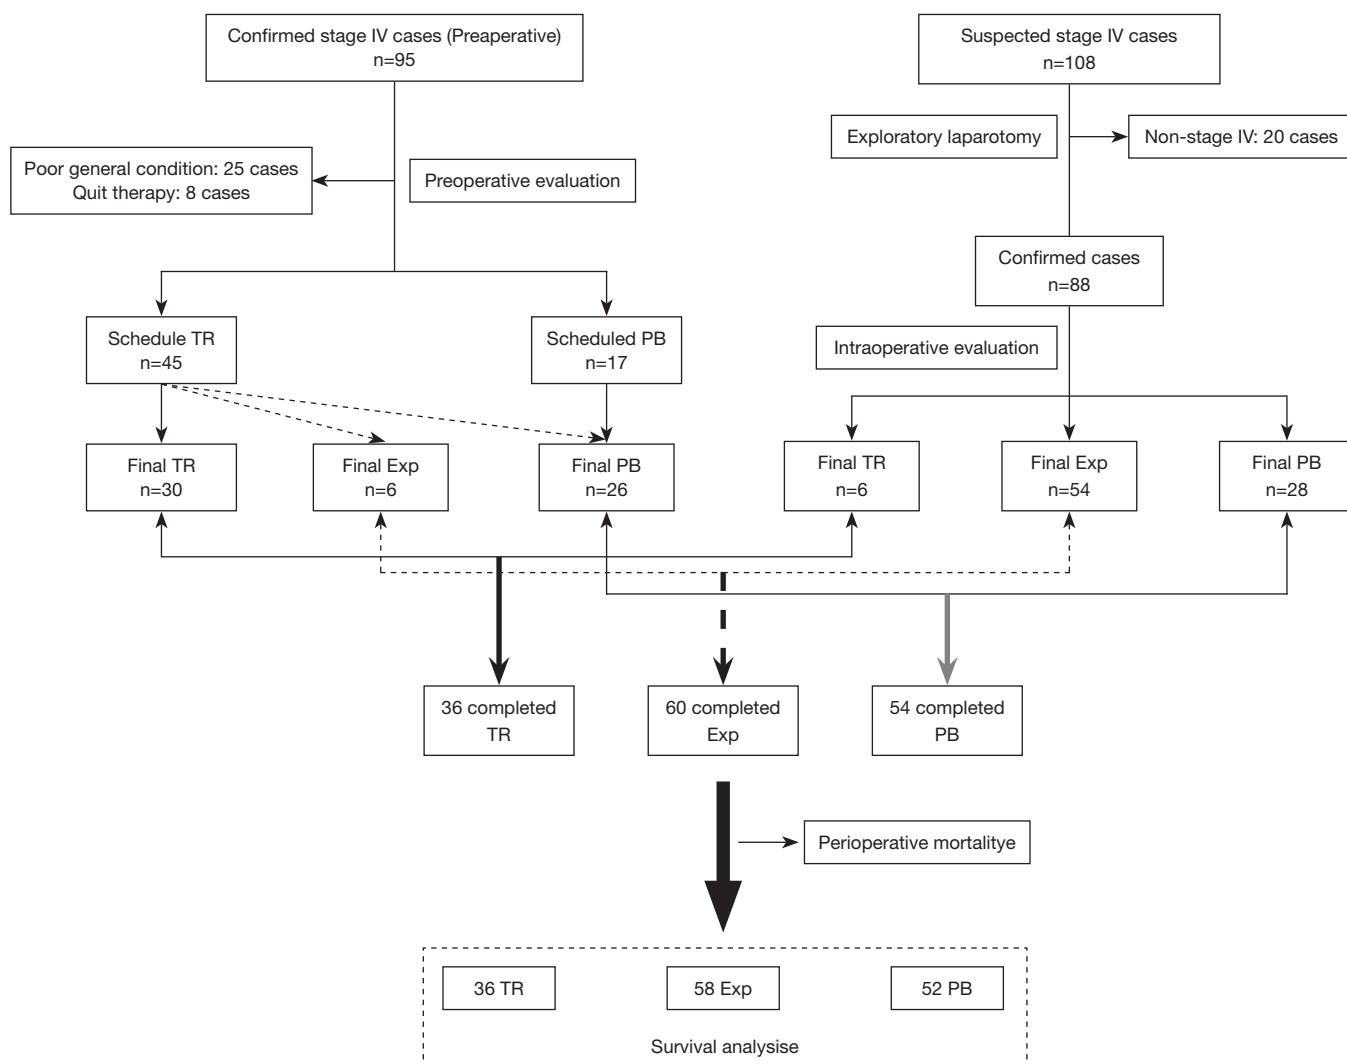 Confirmed stage IV cases (Preaperative)
n=95
Suspected stage IV cases
n=108
Exploratory laparotomy
Non-stage IV: 20 cases
Poor general condition: 25 cases
Quit therapy: 8 cases
Preoperative evaluation
Confirmed cases
n=88
Schedule TR
n=45
Scheduled PB
n=17
Intraoperative evaluation
Final TR
n=30
Final Exp
n=6
Final PB
n=26
Final TR
n=6
Final Exp
n=54
Final PB
n=28
36 completed
TR
60 completed
Exp
54 completed
PB
Perioperative mortalitye
36 TR
58 Exp
52 PB
Survival analysise